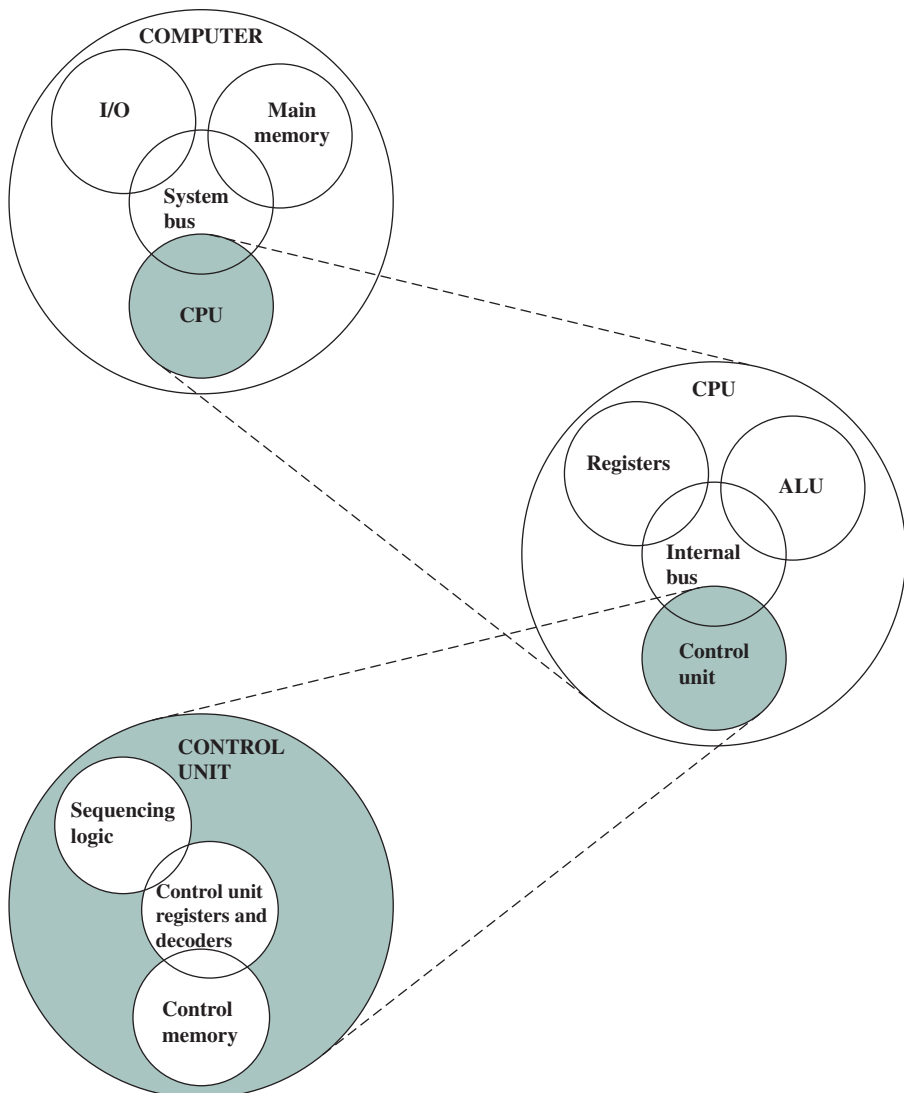 COMPUTER
I/O
Main
memory
System
bus
CPU
CPU
Registers
ALU
Internal
bus
Control
unit
CONTROL
UNIT
Sequencing
logic
Control unit
registers and
decoders
Control
memory